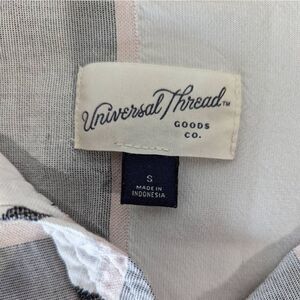 Universal Thread™
GOODS
CO.
S
MADE IN
INDONESIA